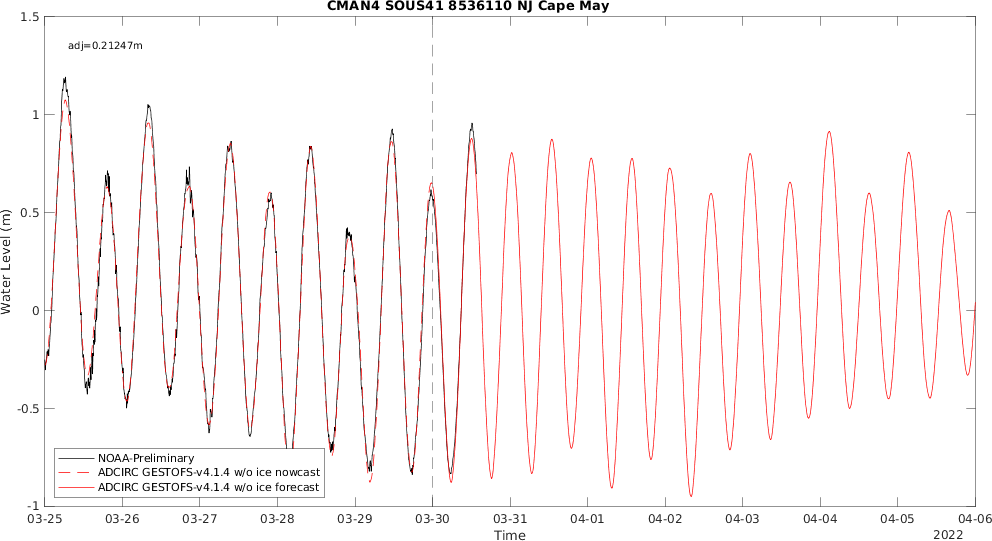 CMAN4 SOUS41 8536110 NJ Cape May
adj=0.21247m
1.5
1
0.5
0
-0.5
-1
Water Level (m)
NOAA-Preliminary
ADCIRC GESTOFS-v4.1.4 w/o ice nowcast
ADCIRC GESTOFS-v4.1.4 w/o ice forecast
03-25 03-26 03-27 03-28 03-29 03-30 03-31 04-01 04-02 04-03 04-04 04-05 04-06
Time
2022